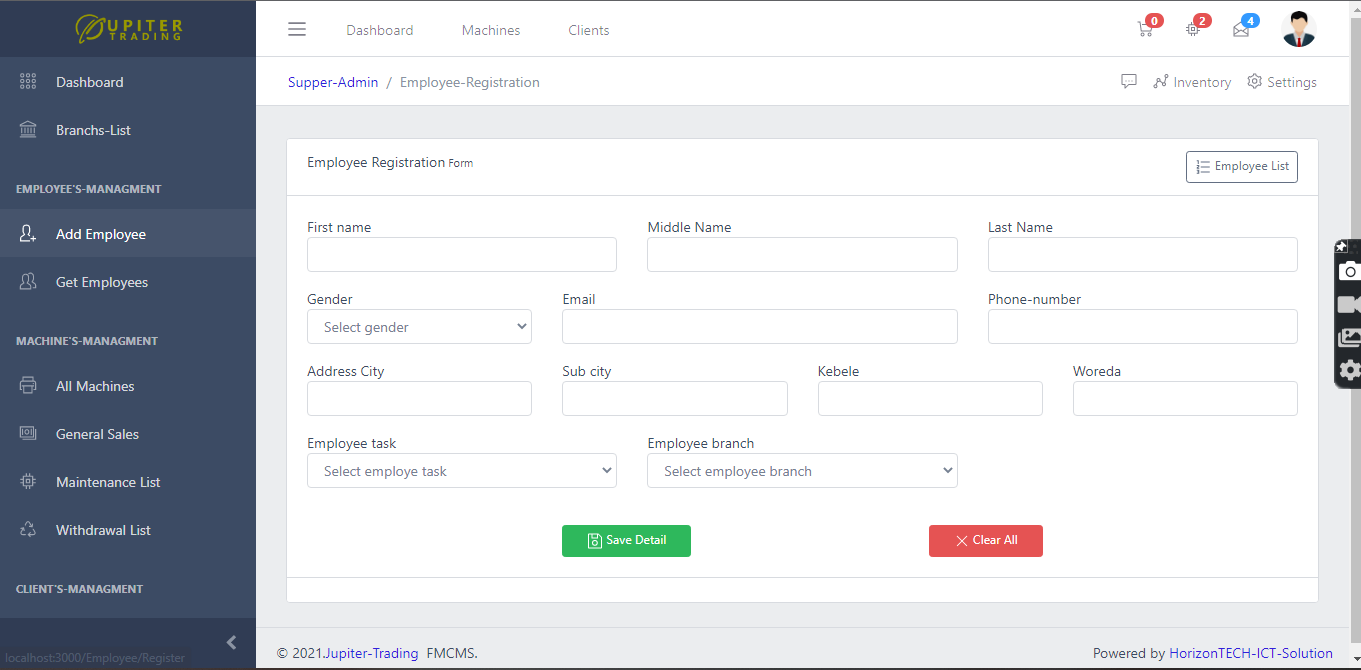 JUPITER
TRADING
Dashboard
Machines
Clients
0
2
4
Dashboard
Branchs-List
EMPLOYEE'S-MANAGMENT
Add Employee
Get Employees
MACHINE'S-MANAGMENT
All Machines
General Sales
Maintenance List
Withdrawal List
CLIENT'S-MANAGMENT
localhost:3000/Employee/Register
Supper-Admin / Employee-Registration
Inventory
Settings
Employee Registration Form
Employee List
First name
Middle Name
Last Name
Gender
Email
Phone-number
Select gender
Address City
Sub city
Kebele
Woreda
Employee task
Employee branch
Select employe task
Select employee branch
Save Detail
Clear All
© 2021.Jupiter-Trading FMCMS.
Powered by HorizonTECH-ICT-Solution